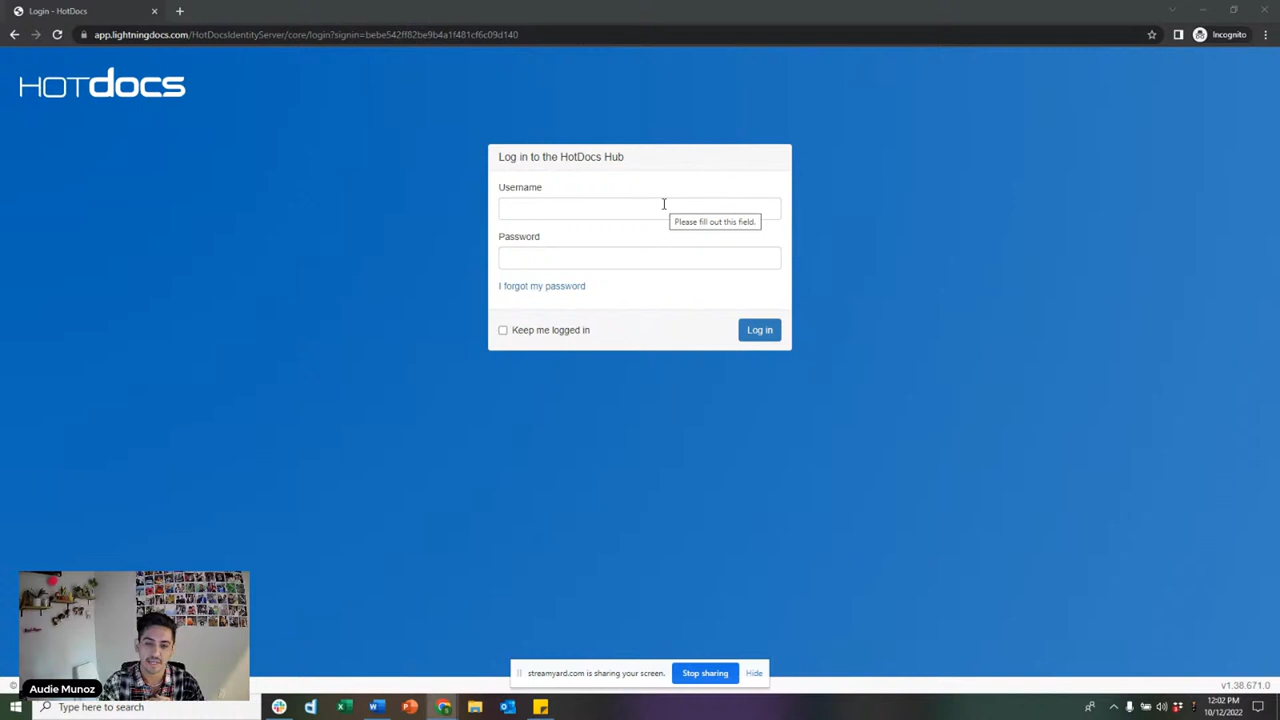 Login - HotDocs
app.lightningdocs.com/HotDocsIdentityServer/core/login?signin=bebe542ff82be9b4a1f481cf6c09d140
Incognito
HOTdocs
Log in to the HotDocs Hub
Username
Please fill out this field.
Password
I forgot my password
Keep me logged in
Log in
streamyard.com is sharing your screen.
Stop sharing
Hide
Audie Munoz
©
v1.38.671.0
Type here to search
12:02 PM
10/12/2022